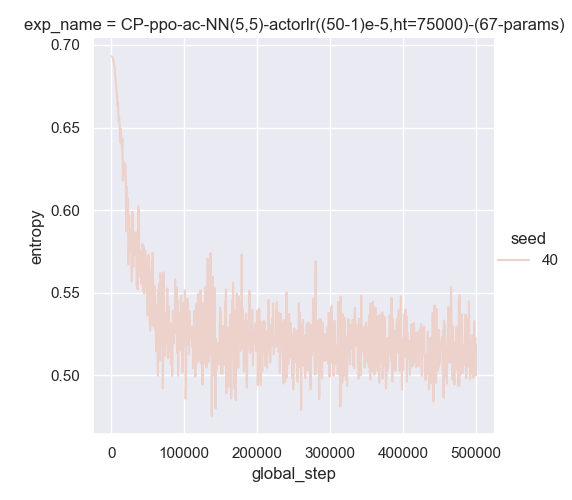 exp_name = CP-ppo-ac-NN(5,5)-actorlr((50-1)e-5,ht=75000)-(67-params)
0.70
0.65
0.60
0.55
0.50
entropy
0 100000 200000 300000 400000 500000
global_step
seed
40